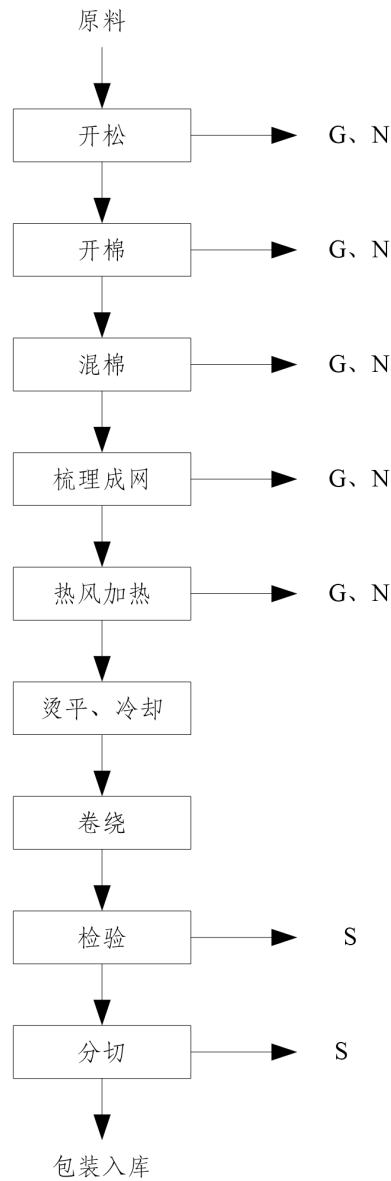 原料
开松 G、N
开棉 G、N
混棉 G、N
梳理成网 G、N
热风加热 G、N
烫平、冷却
卷绕
检验 S
分切 S
包装入库